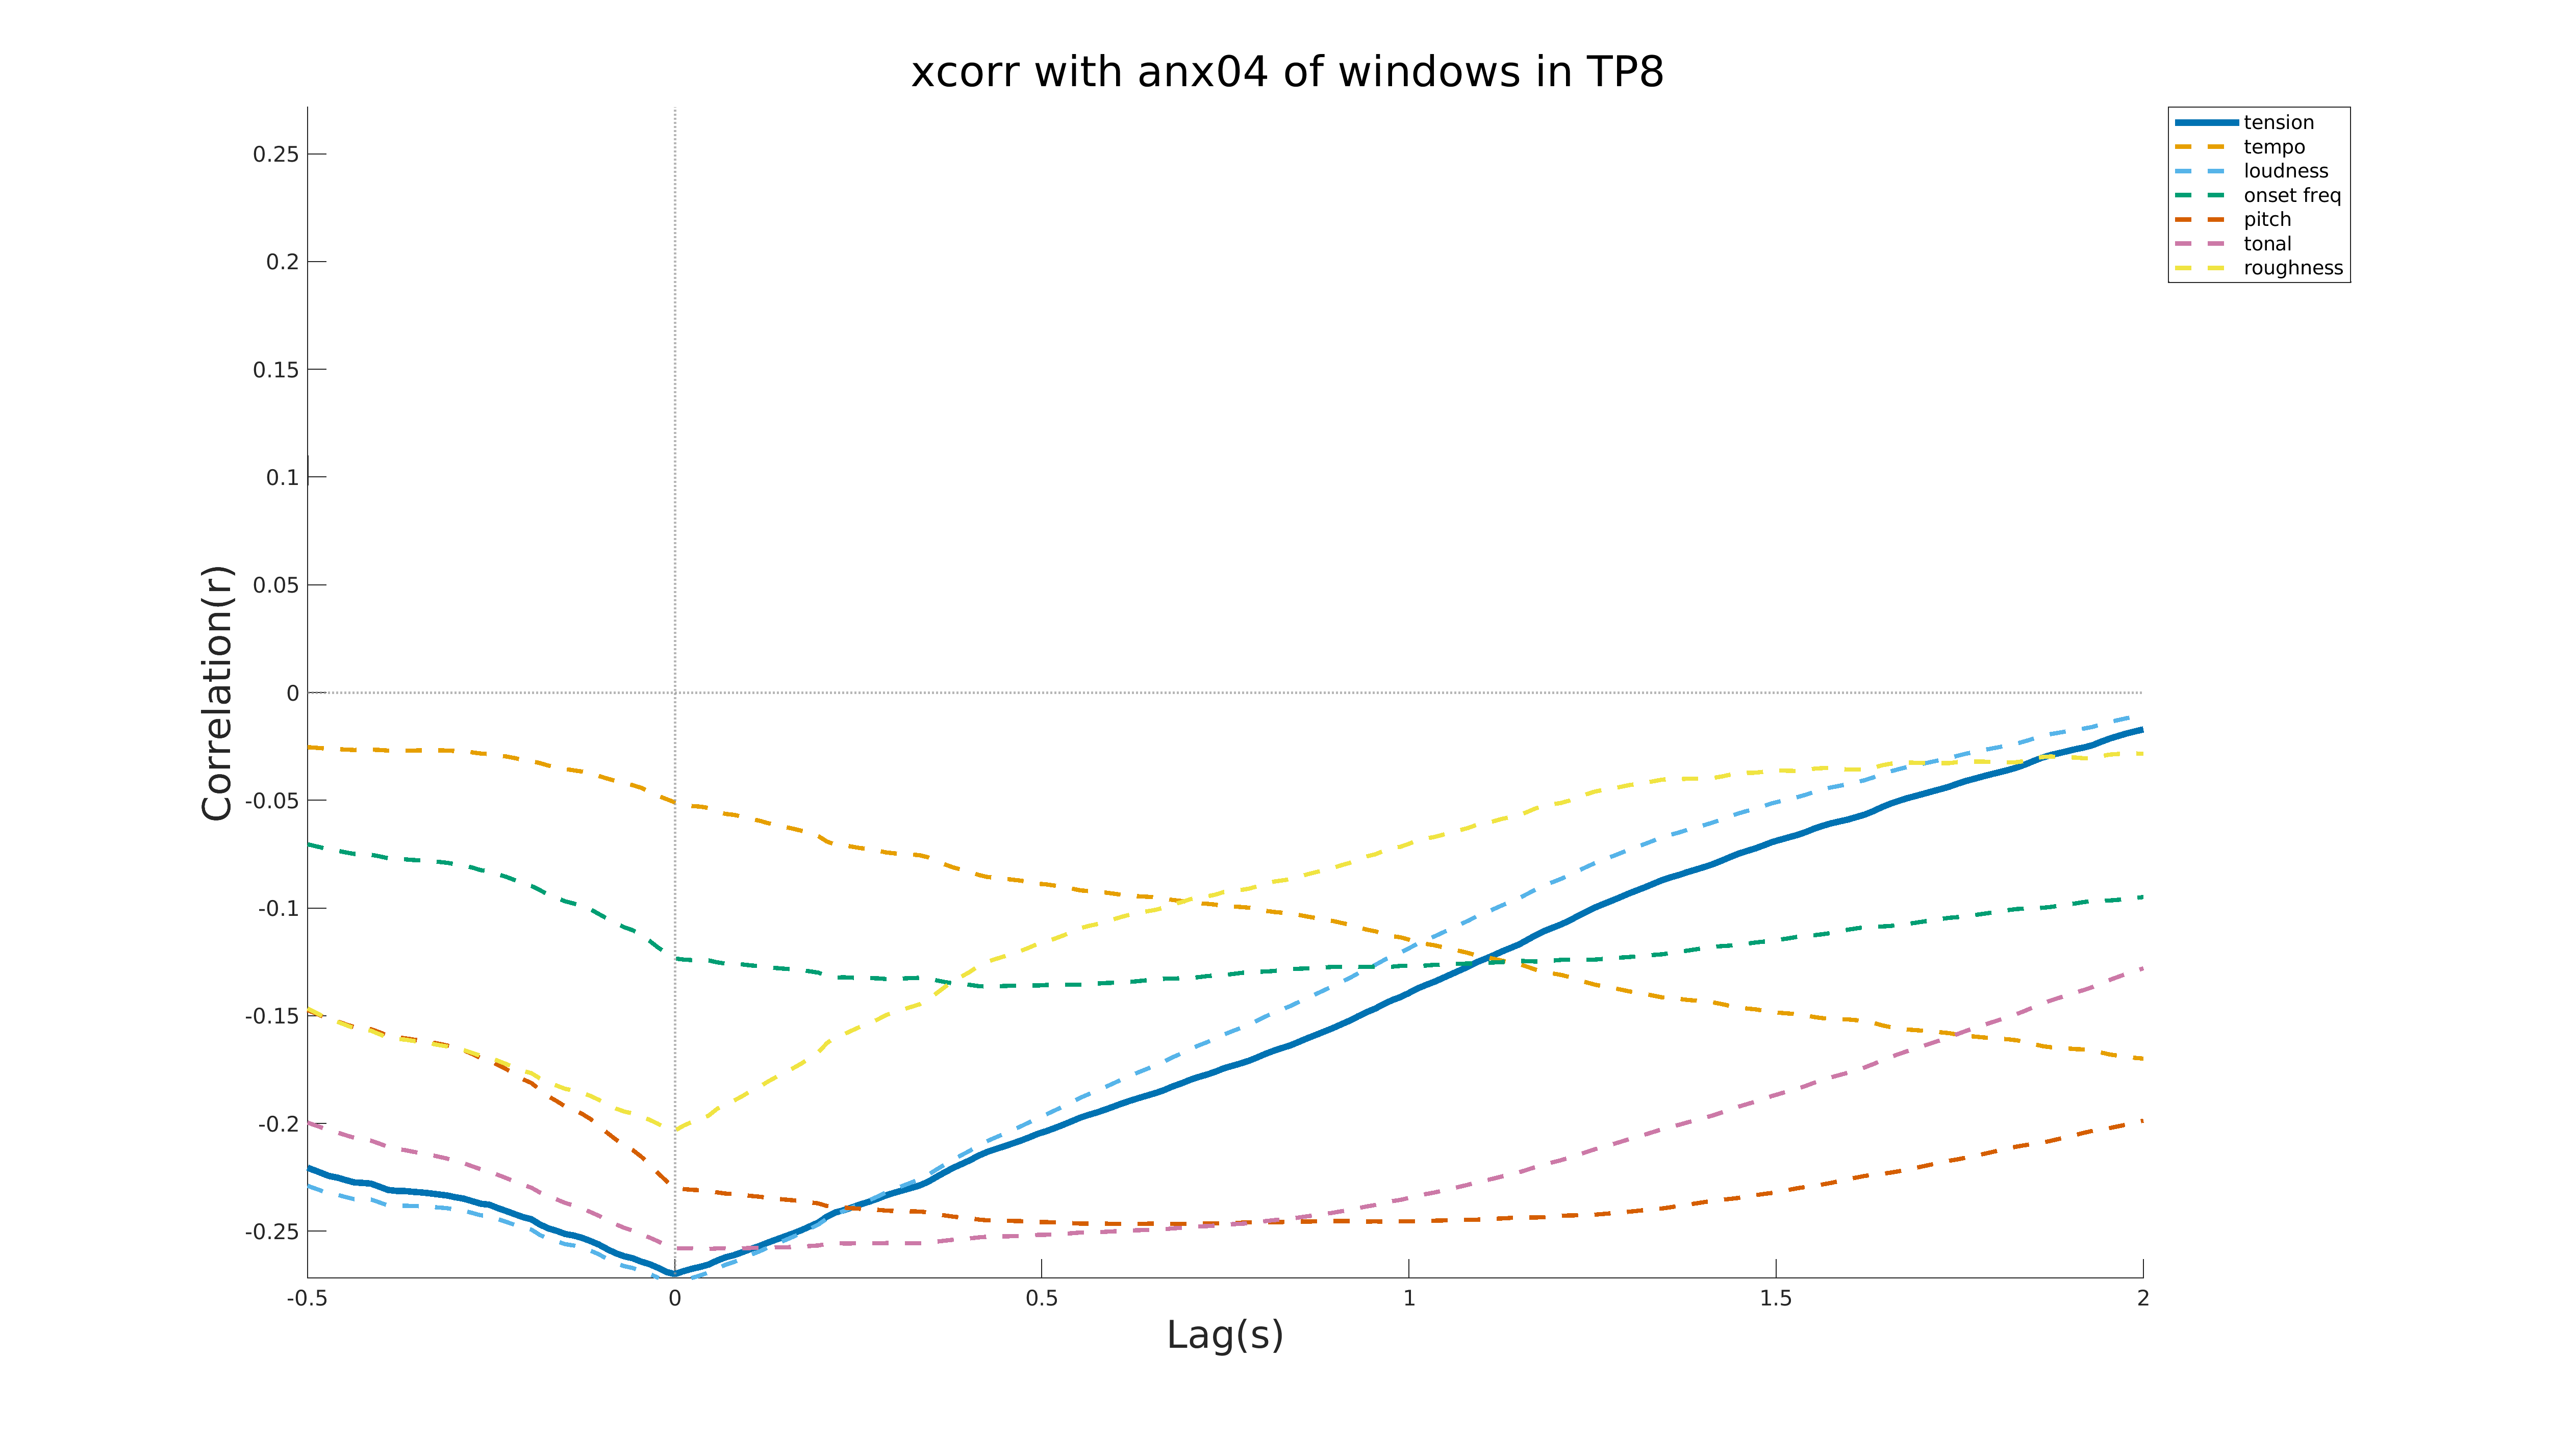 xcorr with anx04 of windows in TP8
tension
tempo
loudness
onset freq
pitch
tonal
roughness
0.25
0.2
0.15
0.1
0.05
0
-0.05
-0.1
-0.15
-0.2
-0.25
Correlation(r)
-0.5
0
0.5
1
1.5
2
Lag(s)